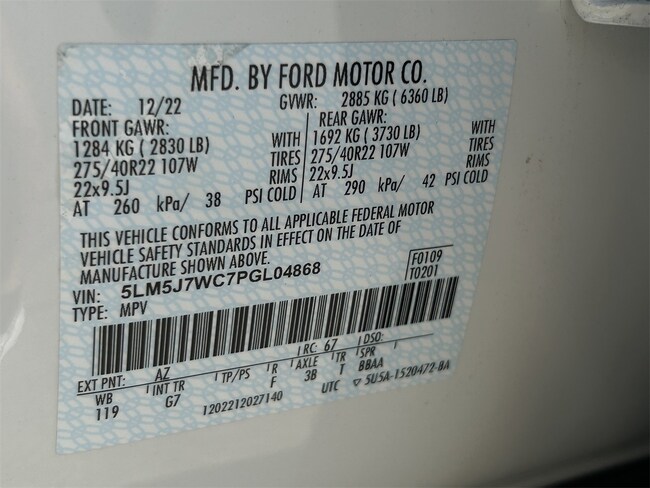 MFD. BY FORD MOTOR CO.
DATE: 12/22 GVWR: 2885 KG ( 6360 LB)
FRONT GAWR: REAR GAWR:
1284 KG ( 2830 LB) WITH 1692 KG ( 3730 LB) WITH
275/40R22 107W TIRES 275/40R22 107W TIRES
22x9.5J RIMS 22x9.5J RIMS
AT 260 kPa/ 38 PSI COLD AT 290 kPa/ 42 PSI COLD
THIS VEHICLE CONFORMS TO ALL APPLICABLE FEDERAL MOTOR
VEHICLE SAFETY STANDARDS IN EFFECT ON THE DATE OF
MANUFACTURE SHOWN ABOVE.
F0109
T0201
VIN: 5LM5J7WC7PGL04868
TYPE: MPV
EXT PNT: AZ RC: 67 DSO:
WB INT TR TP/PS R AXLE TR SPR
119 G7 F 3B T 8BAA
1202212027140 UTC ▽ 5U5A-1520472-BA